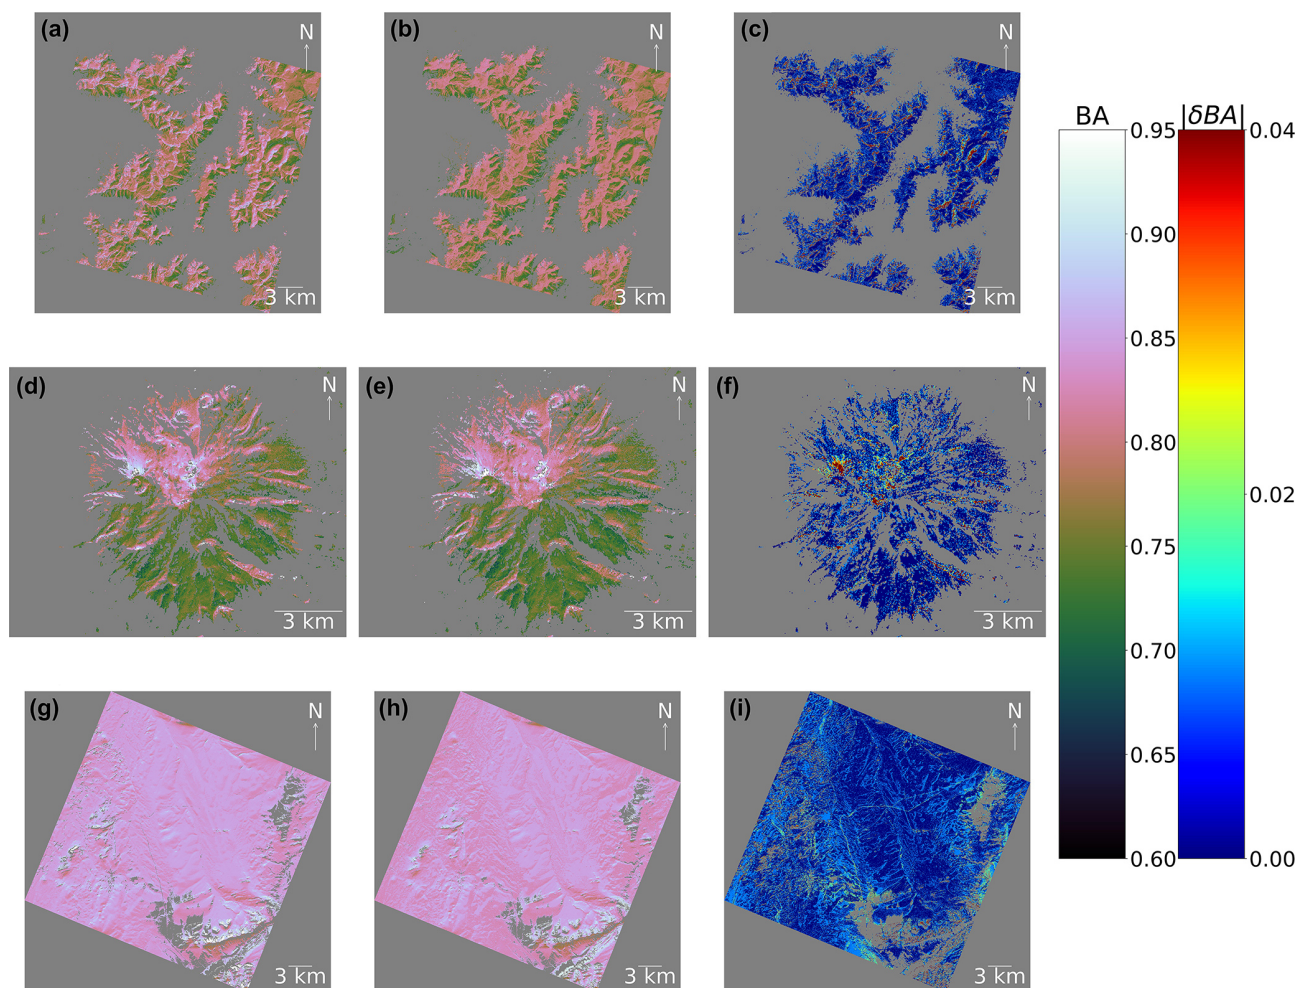 (a) N
3 km
(b) N
3 km
(c) N
3 km
(d) N
3 km
(e) N
3 km
(f) N
3 km
(g) N
3 km
(h) N
3 km
(i) N
3 km
BA |δBA|
0.95 0.04
0.90
0.85
0.80
0.02
0.75
0.70
0.65
0.60 0.00